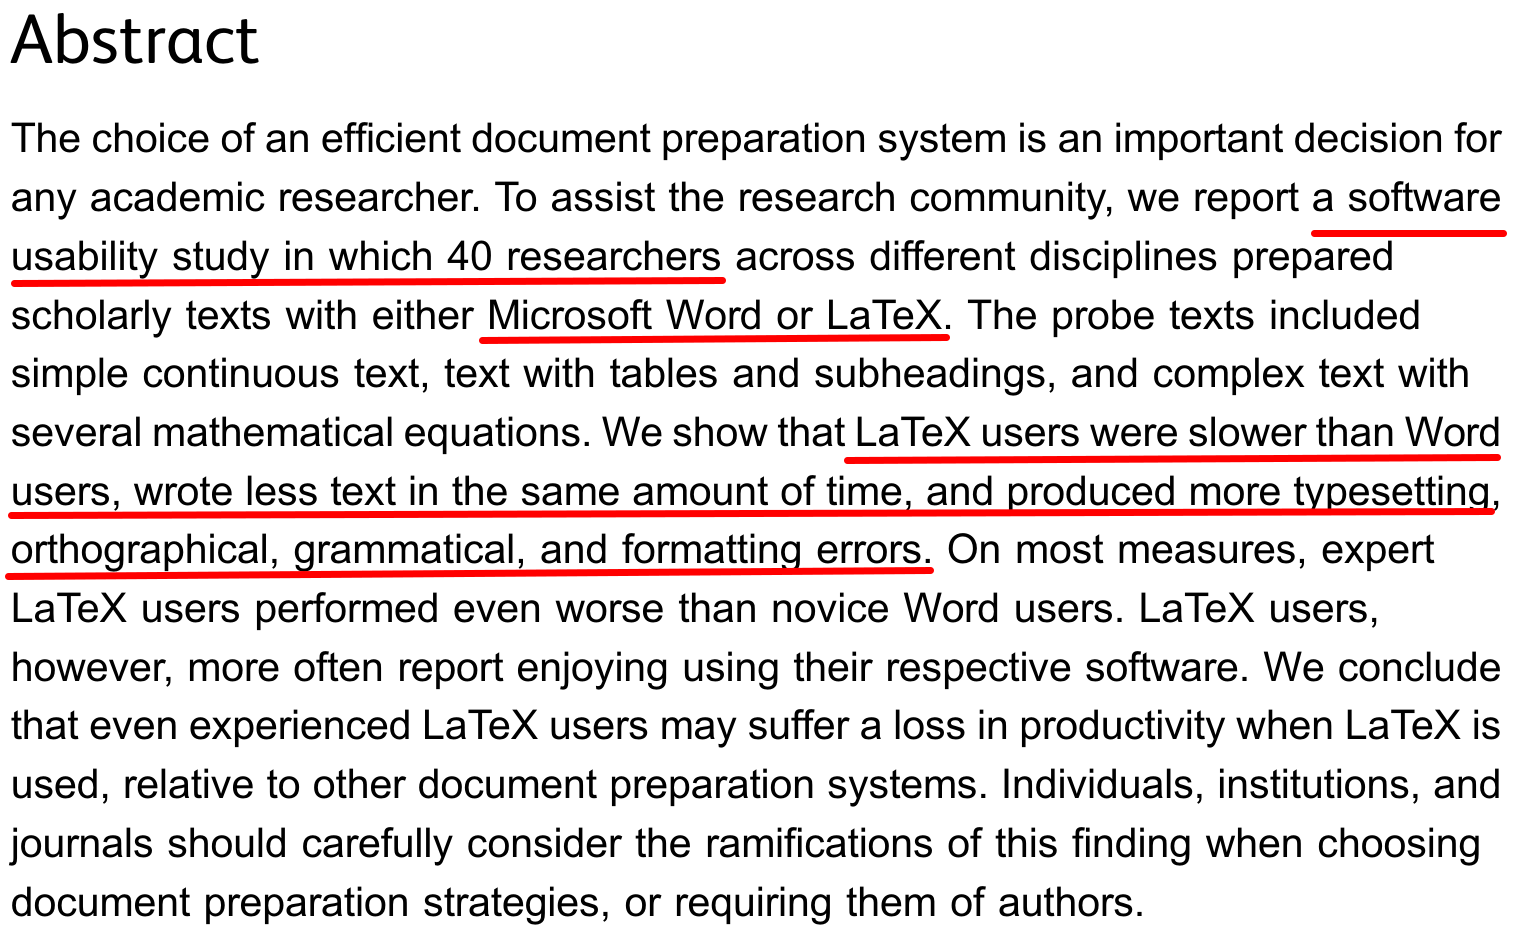 Abstract
The choice of an efficient document preparation system is an important decision for
any academic researcher. To assist the research community, we report a software
usability study in which 40 researchers across different disciplines prepared
scholarly texts with either Microsoft Word or LaTeX. The probe texts included
simple continuous text, text with tables and subheadings, and complex text with
several mathematical equations. We show that LaTeX users were slower than Word
users, wrote less text in the same amount of time, and produced more typesetting,
orthographical, grammatical, and formatting errors. On most measures, expert
LaTeX users performed even worse than novice Word users. LaTeX users,
however, more often report enjoying using their respective software. We conclude
that even experienced LaTeX users may suffer a loss in productivity when LaTeX is
used, relative to other document preparation systems. Individuals, institutions, and
journals should carefully consider the ramifications of this finding when choosing
document preparation strategies, or requiring them of authors.